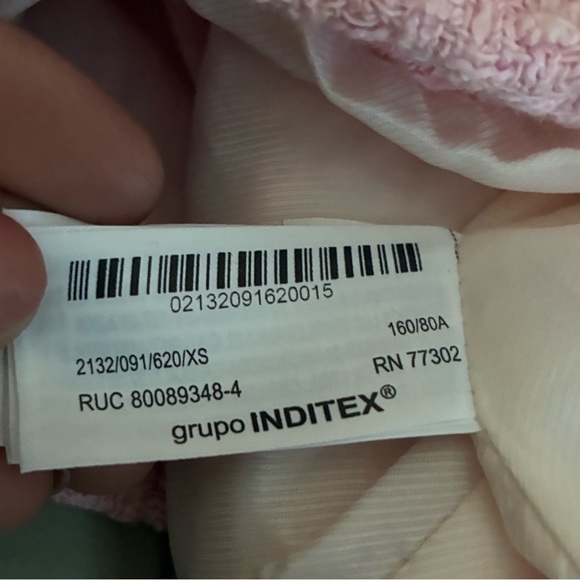 02132091620015
160/80A
2132/091/620/XS
RN 77302
RUC 80089348-4
grupo INDITEX®